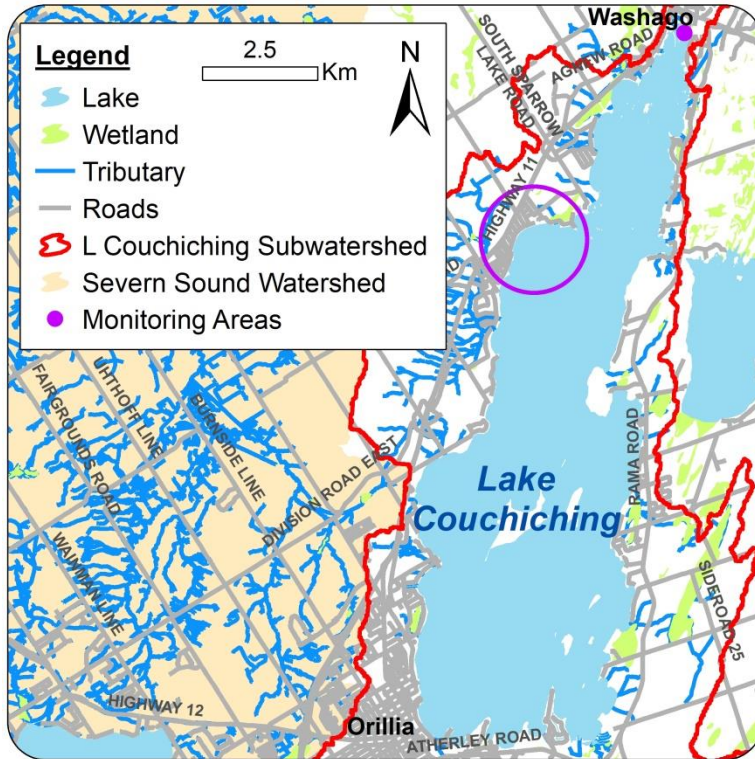 Washago
Legend
2.5
Km
N
Lake
Wetland
Tributary
Roads
L Couchiching Subwatershed
Severn Sound Watershed
Monitoring Areas
SOUTH SPARROW
LAKE ROAD
AGNEW ROAD
HIGHWAY 11
FAIRGROUNDS ROAD
UHTHOFF LINE
BURNSIDE LINE
DIVISION ROAD EAST
WAINMAN LINE
HIGHWAY 12
Lake
Couchiching
RAMA ROAD
SIDEROAD 25
Orillia
ATHERLEY ROAD